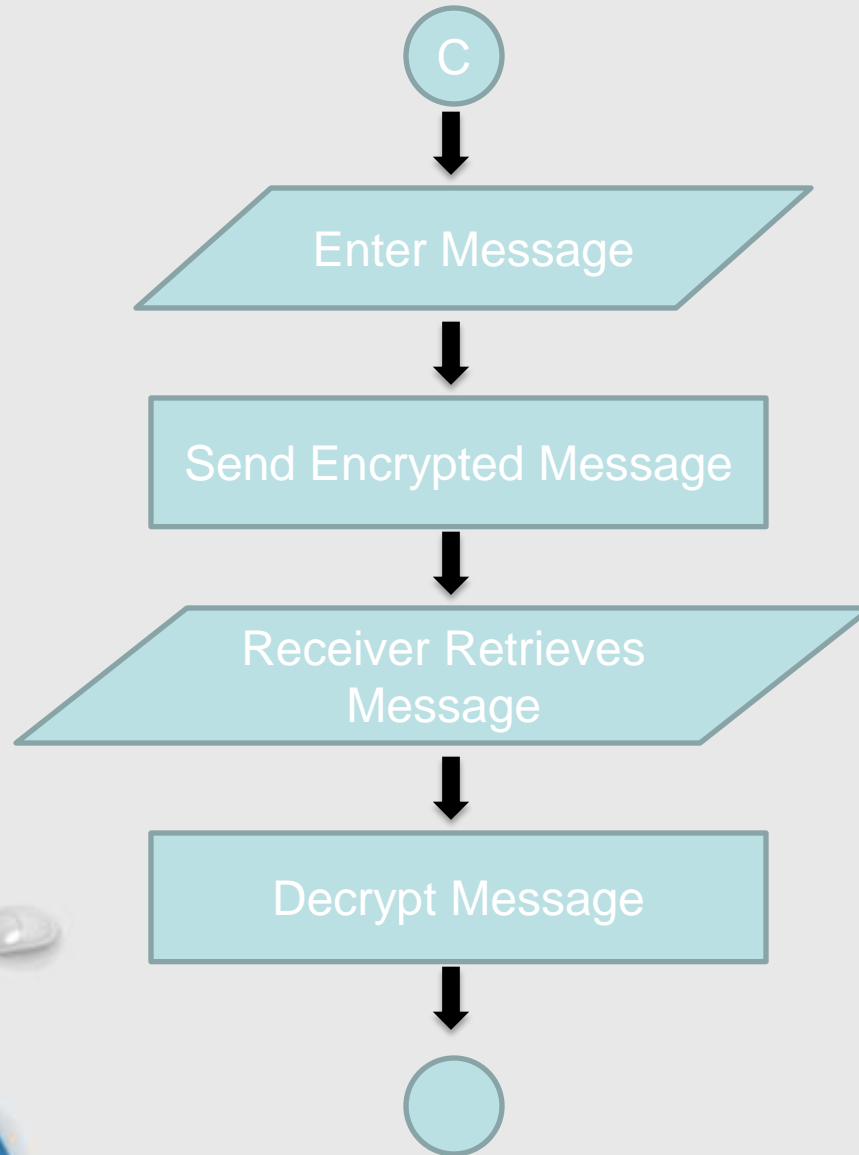 C
Enter Message
Send Encrypted Message
Receiver Retrieves
Message
Decrypt Message